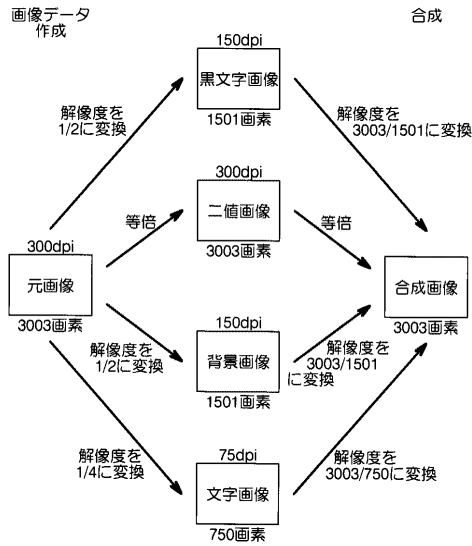 画像データ
作成
合成
150dpi
黒文字画像
1501画素
解像度を
1/2に変換
解像度を
3003/1501に変換
300dpi
二値画像
3003画素
等倍
等倍
300dpi
元画像
3003画素
合成画像
3003画素
150dpi
背景画像
1501画素
解像度を
1/2に変換
解像度を
3003/1501
に変換
75dpi
文字画像
750画素
解像度を
1/4に変換
解像度を
3003/750に変換